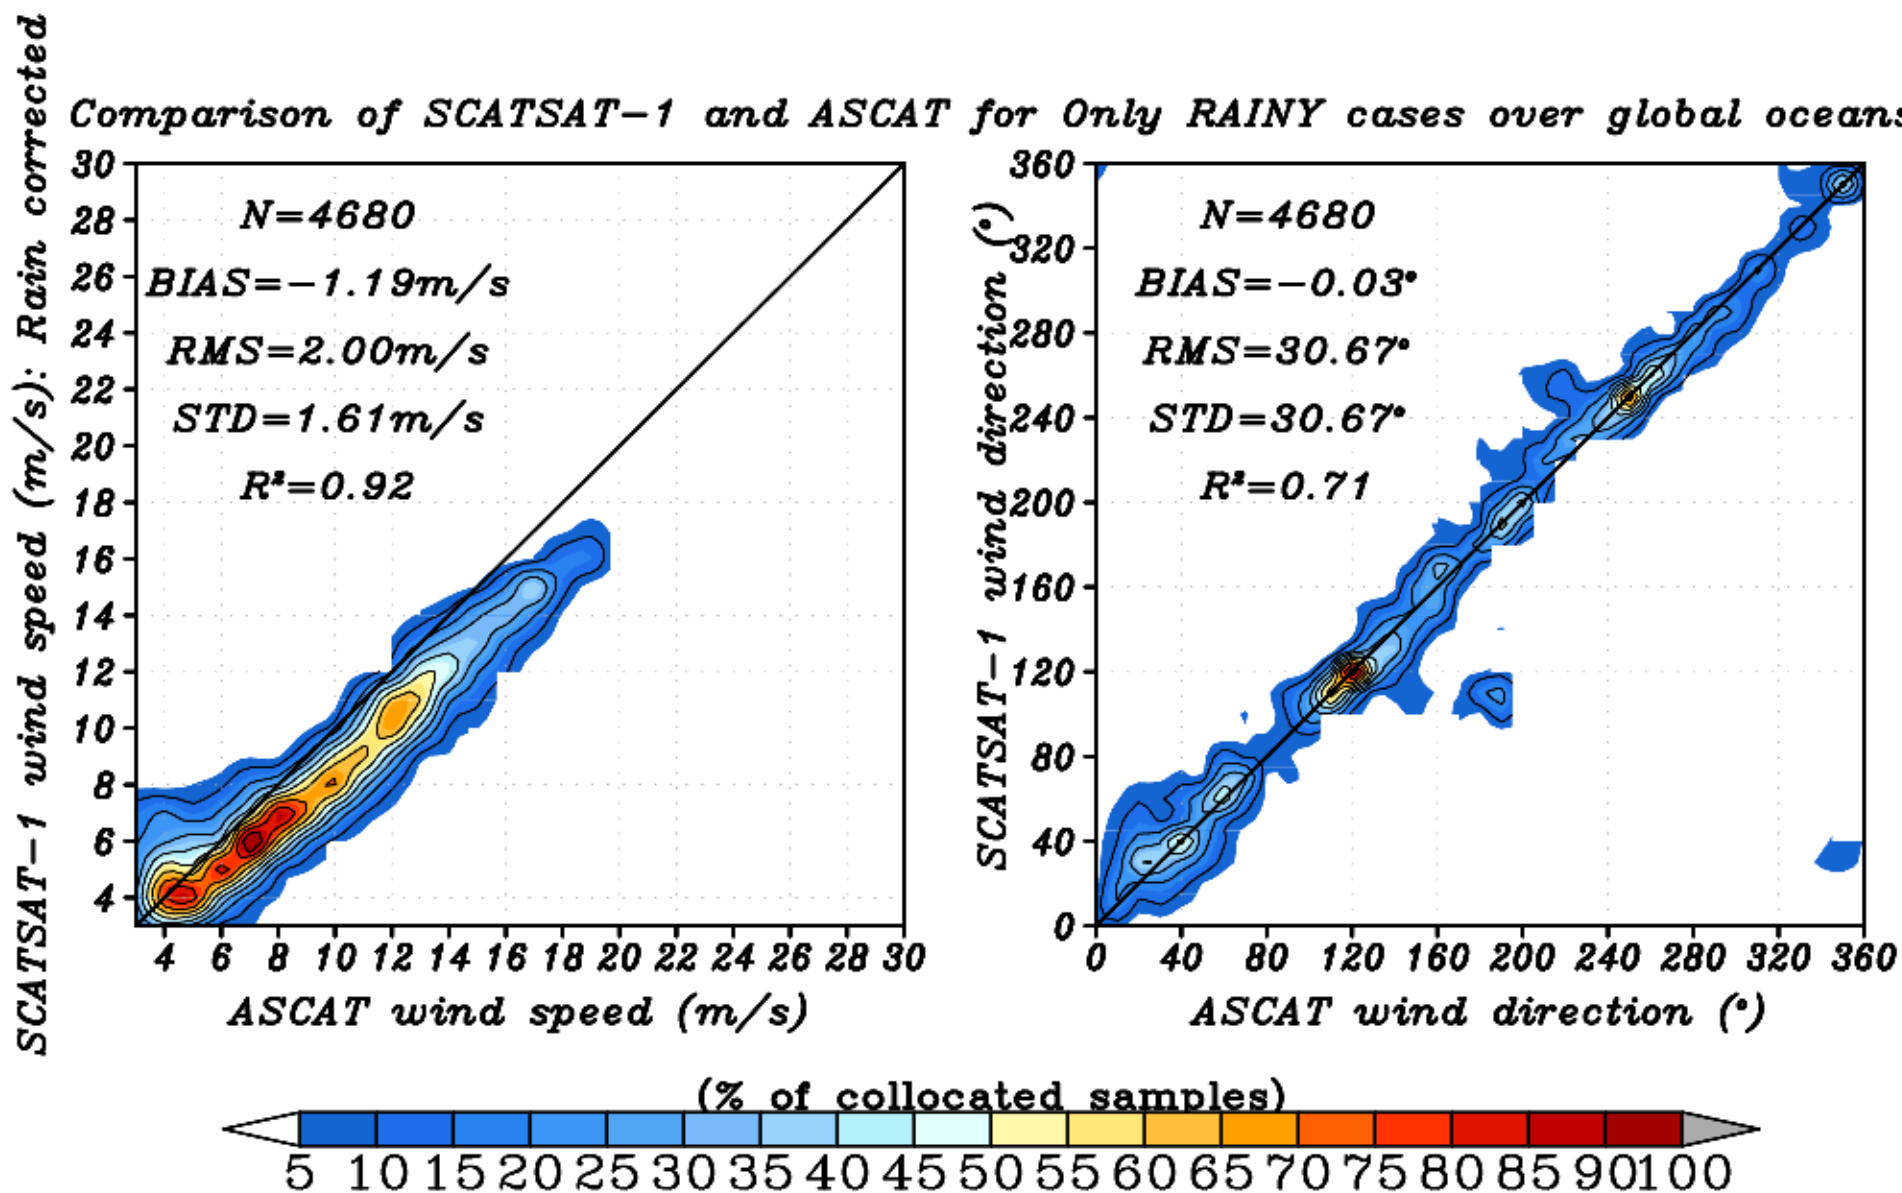 Comparison of SCATSAT-1 and ASCAT for Only RAINY cases over global oceans
SCATSAT-1 wind speed (m/s): Rain corrected
30
28
26
24
22
20
18
16
14
12
10
8
6
4
N=4680
BIAS=-1.19m/s
RMS=2.00m/s
STD=1.61m/s
R²=0.92
4 6 8 10 12 14 16 18 20 22 24 26 28 30
ASCAT wind speed (m/s)
SCATSAT-1 wind direction (°)
360
320
280
240
200
160
120
80
40
0
N=4680
BIAS=-0.03°
RMS=30.67°
STD=30.67°
R²=0.71
0 40 80 120 160 200 240 280 320 360
ASCAT wind direction (°)
(% of collocated samples)
5 10 15 20 25 30 35 40 45 50 55 60 65 70 75 80 85 90 100